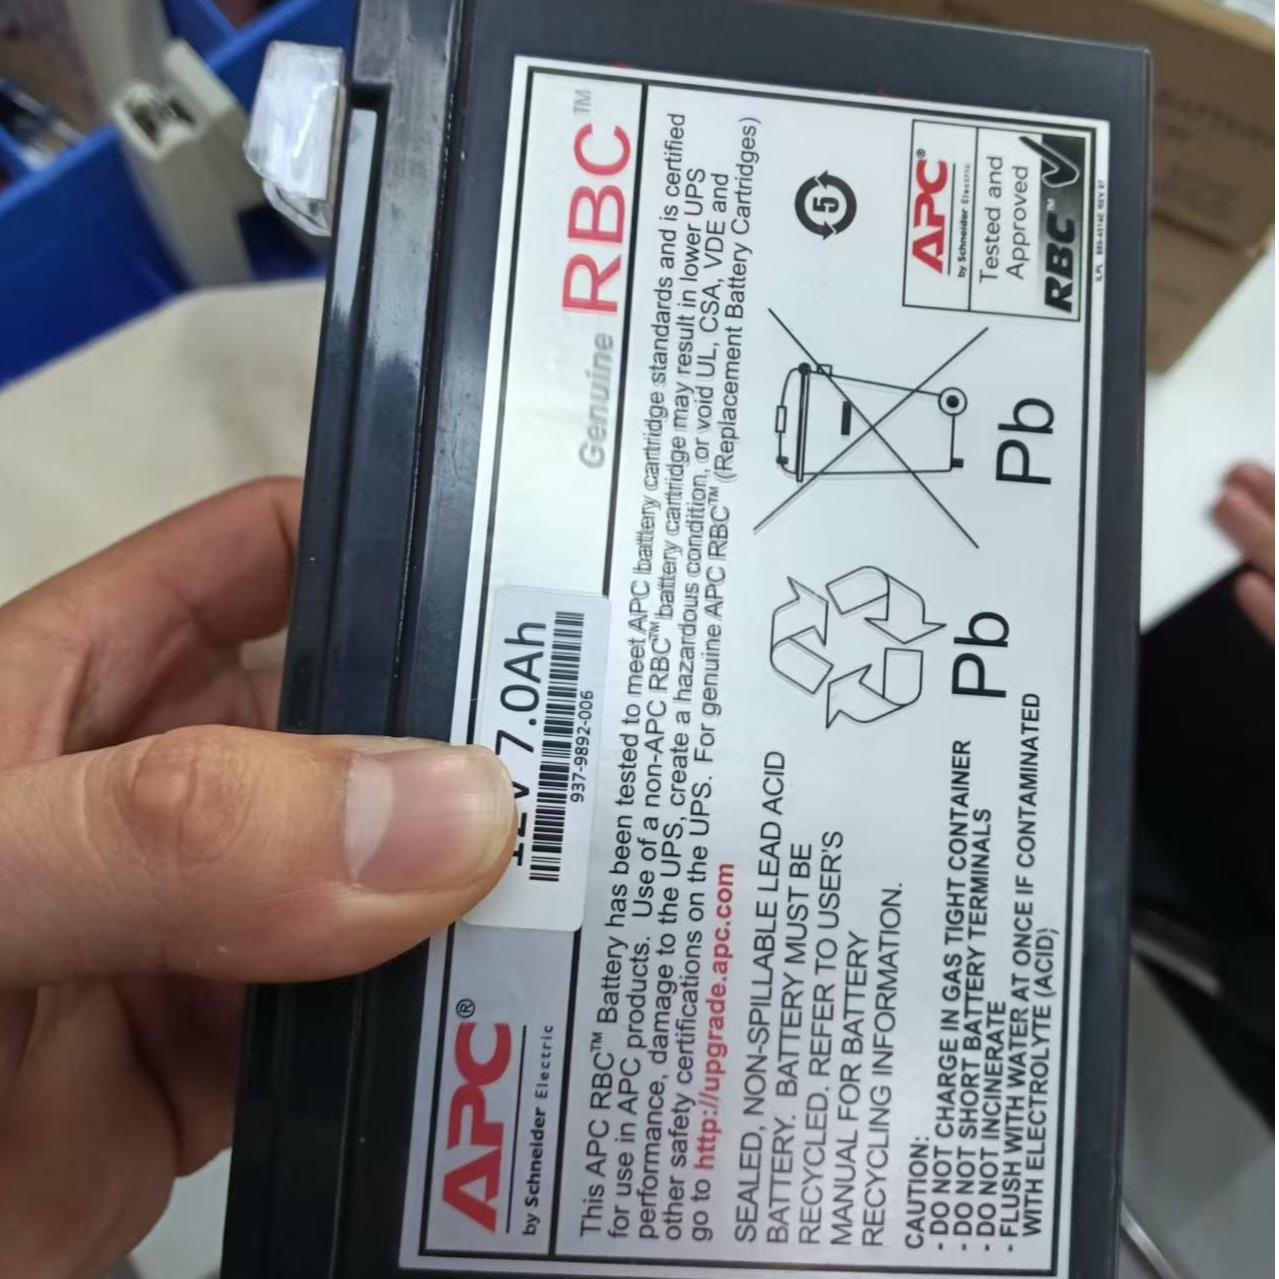 APC®
by Schneider Electric
7.0Ah
937-9892-006
Genuine RBC™
This APC RBC™ Battery has been tested to meet APC battery cartridge standards and is certified
for use in APC products. Use of a non-APC RBC™ battery cartridge may result in lower UPS
performance, damage to the UPS, create a hazardous condition, or void UL, CSA, VDE and
other safety certifications on the UPS. For genuine APC RBC™ (Replacement Battery Cartridges)
go to http://upgrade.apc.com
SEALED, NON-SPILLABLE LEAD ACID
BATTERY. BATTERY MUST BE
RECYCLED. REFER TO USER'S
MANUAL FOR BATTERY
RECYCLING INFORMATION.
CAUTION:
- DO NOT CHARGE IN GAS TIGHT CONTAINER
- DO NOT SHORT BATTERY TERMINALS
- DO NOT INCINERATE
- FLUSH WITH WATER AT ONCE IF CONTAMINATED
WITH ELECTROLYTE (ACID)
Pb
Pb
5
APC®
by Schneider Electric
Tested and
Approved
RBC™